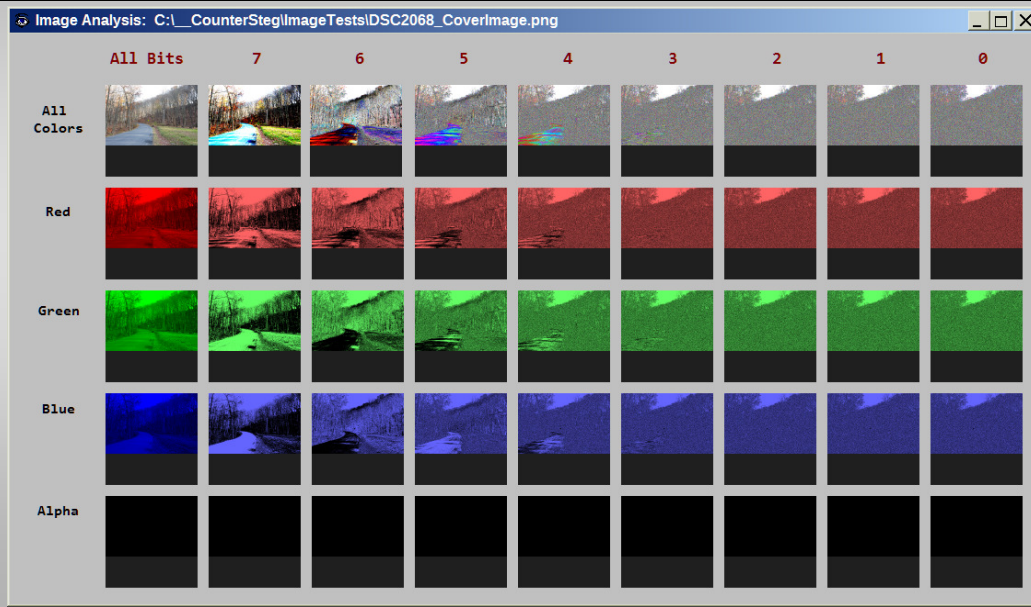 Image Analysis: C:\__CounterSteg\ImageTests\DSC2068_CoverImage.png
All Bits 7 6 5 4 3 2 1 0
All
Colors
Red
Green
Blue
Alpha